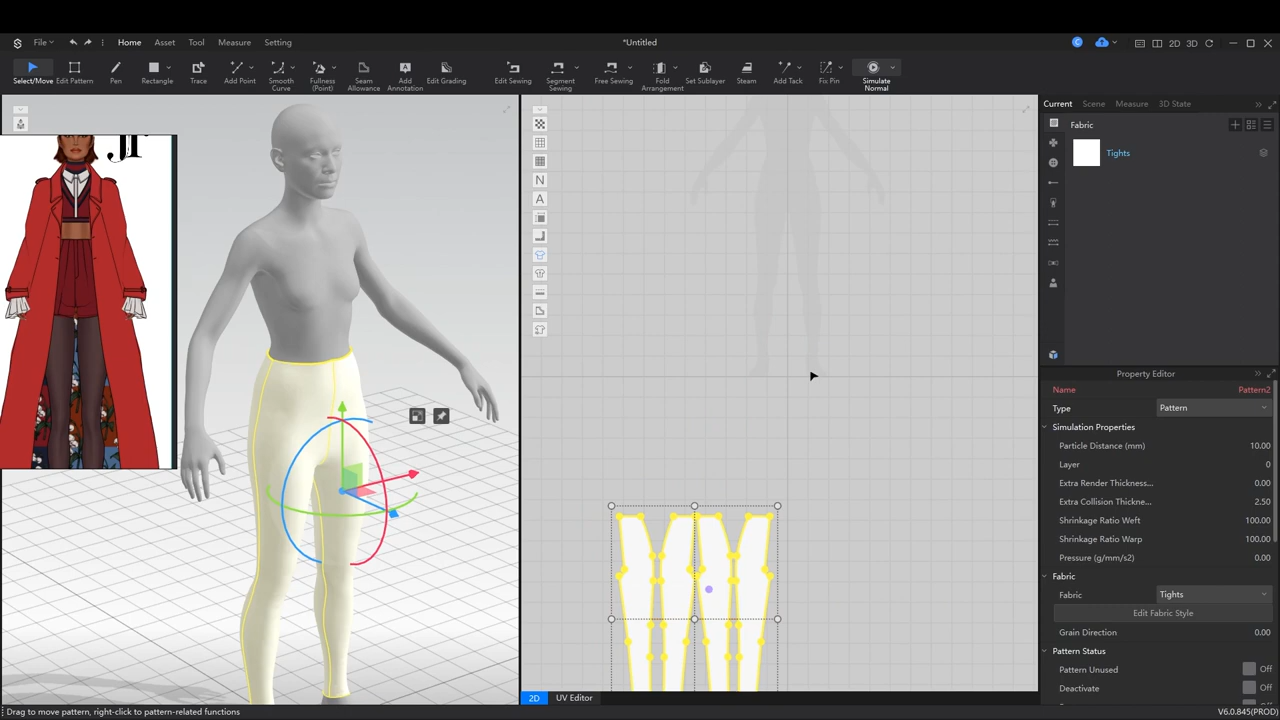 File Home Asset Tool Measure Setting *Untitled 2D 3D
Select/Move Edit Pattern Pen Rectangle Trace Add Point Smooth Curve Fullness (Point) Seam Allowance Add Annotation Edit Grading Edit Sewing Segment Sewing Free Sewing Fold Arrangement Set Sublayer Steam Add Tack Fix Pin Simulate Normal
Current Scene Measure 3D State
Fabric
Tights
N
A
Property Editor
Name Pattern2
Type Pattern
Simulation Properties
Particle Distance (mm) 10.00
Layer 0
Extra Render Thickness... 0.00
Extra Collision Thickne... 2.50
Shrinkage Ratio Weft 100.00
Shrinkage Ratio Warp 100.00
Pressure (g/mm/s2) 0.00
Fabric
Fabric Tights
Edit Fabric Style
Grain Direction 0.00
Pattern Status
Pattern Unused Off
Deactivate Off
2D UV Editor
Drag to move pattern, right-click to pattern-related functions V6.0.845(PROD)